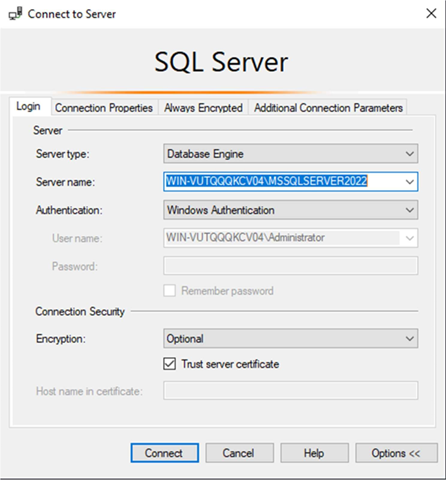 Connect to Server
SQL Server
Login Connection Properties Always Encrypted Additional Connection Parameters
Server
Server type: Database Engine
Server name: WIN-VUTQQQKCV04\MSSQLSERVER2022
Authentication: Windows Authentication
User name: WIN-VUTQQQKCV04\Administrator
Password:
Remember password
Connection Security
Encryption: Optional
Trust server certificate
Host name in certificate:
Connect Cancel Help Options <<